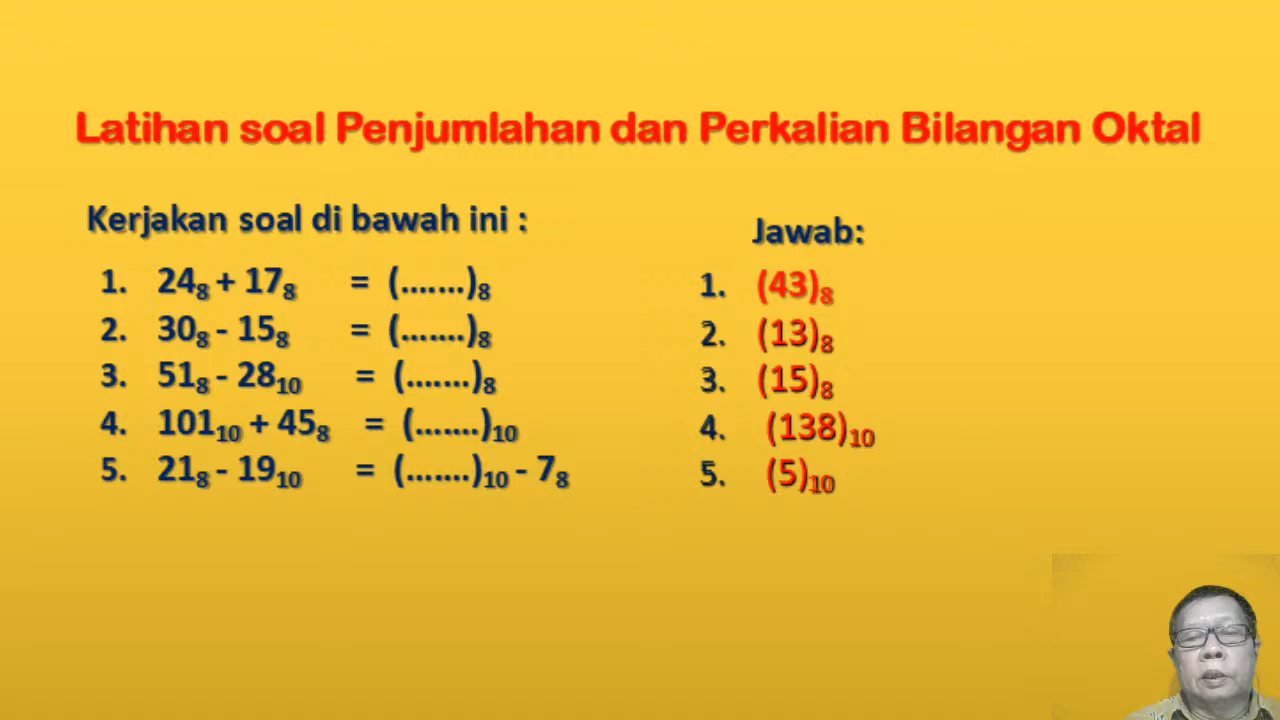 Latihan soal Penjumlahan dan Perkalian Bilangan Oktal
Kerjakan soal di bawah ini :
1. 24₈ + 17₈ = (.......)₈
2. 30₈ - 15₈ = (.......)₈
3. 51₈ - 28₁₀ = (.......)₈
4. 101₁₀ + 45₈ = (.......)₁₀
5. 21₈ - 19₁₀ = (.......)₁₀ - 7₈
Jawab:
1. (43)₈
2. (13)₈
3. (15)₈
4. (138)₁₀
5. (5)₁₀